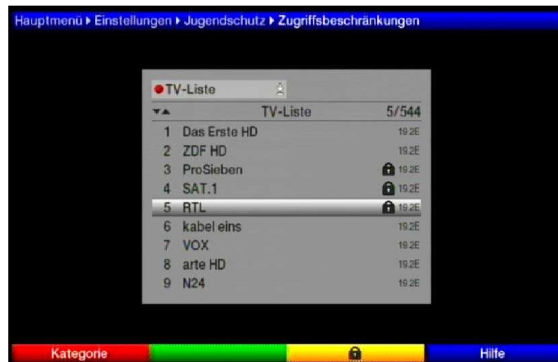 Hauptmenü ▸ Einstellungen ▸ Jugendschutz ▸ Zugriffsbeschränkungen
TV-Liste
TV-Liste 5/544
1 Das Erste HD 19.2E
2 ZDF HD 19.2E
3 ProSieben 19.2E
4 SAT.1 19.2E
5 RTL 19.2E
6 kabel eins 19.2E
7 VOX 19.2E
8 arte HD 19.2E
9 N24 19.2E
Kategorie Hilfe